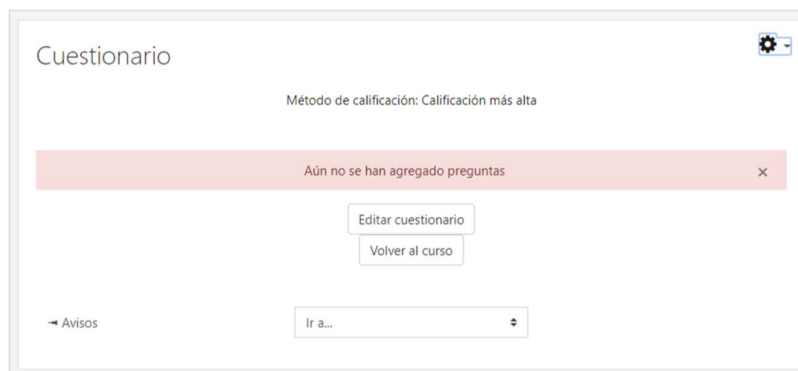 Cuestionario
Método de calificación: Calificación más alta
Aún no se han agregado preguntas
Editar cuestionario
Volver al curso
Avisos
Ir a...